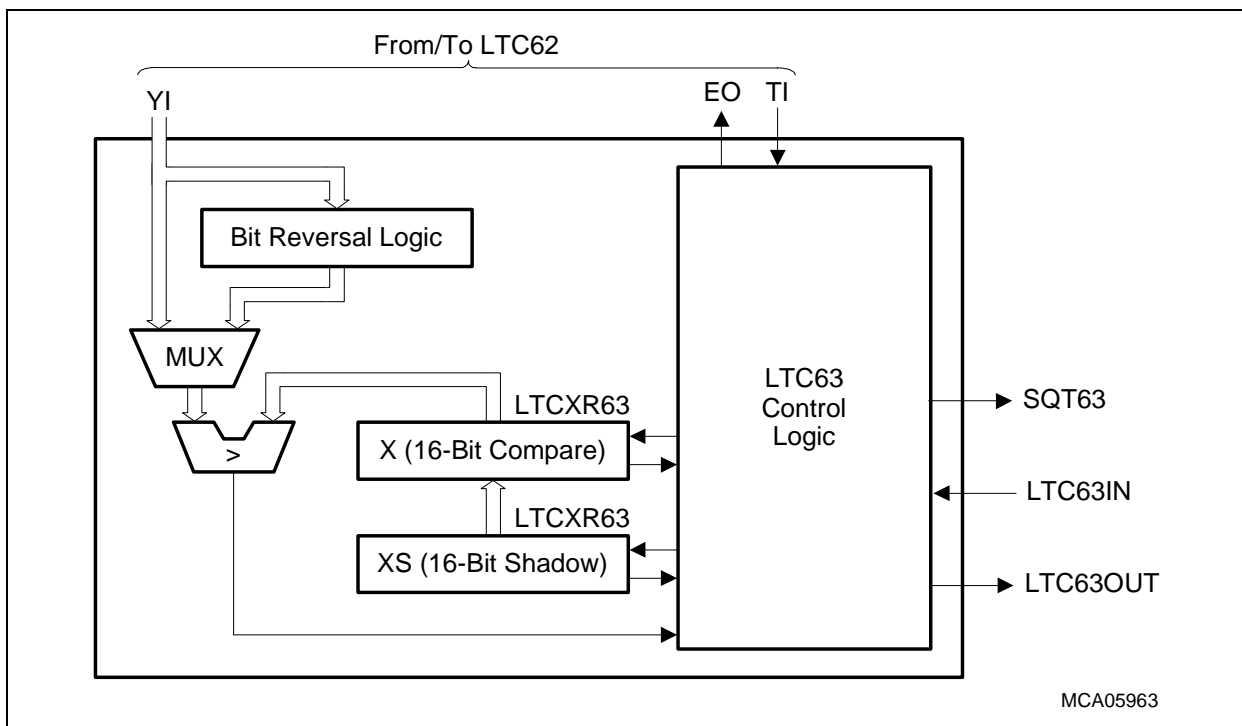 From/To LTC62
YI
EO
TI
Bit Reversal Logic
MUX
>
LTCXR63
X (16-Bit Compare)
LTCXR63
XS (16-Bit Shadow)
LTC63
Control
Logic
SQT63
LTC63IN
LTC63OUT
MCA05963